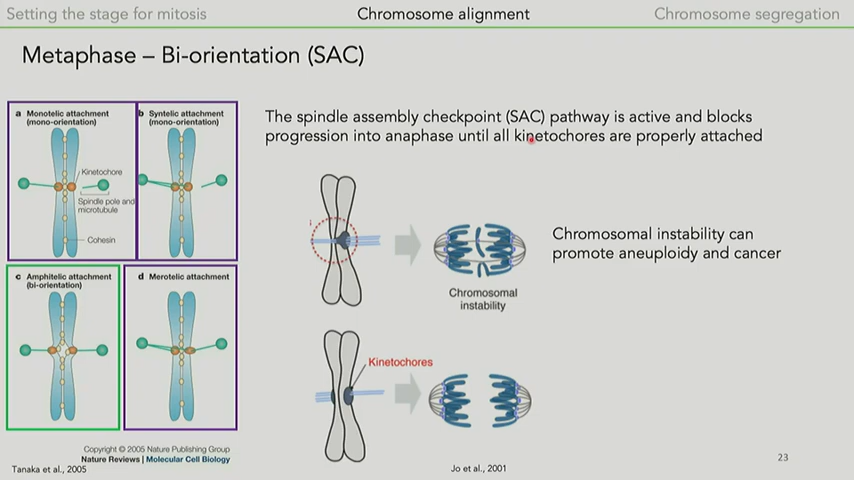 Setting the stage for mitosis
Chromosome alignment
Chromosome segregation
Metaphase – Bi-orientation (SAC)
a Monotelic attachment
(mono-orientation)
Kinetochore
Spindle pole and
microtubule
Cohesin
b Syntelic attachment
(mono-orientation)
c Amphitelic attachment
(bi-orientation)
d Merotelic attachment
Copyright © 2005 Nature Publishing Group
Nature Reviews | Molecular Cell Biology
Tanaka et al., 2005
The spindle assembly checkpoint (SAC) pathway is active and blocks
progression into anaphase until all kinetochores are properly attached
Chromosomal
instability
Chromosomal instability can
promote aneuploidy and cancer
Kinetochores
Jo et al., 2001
23